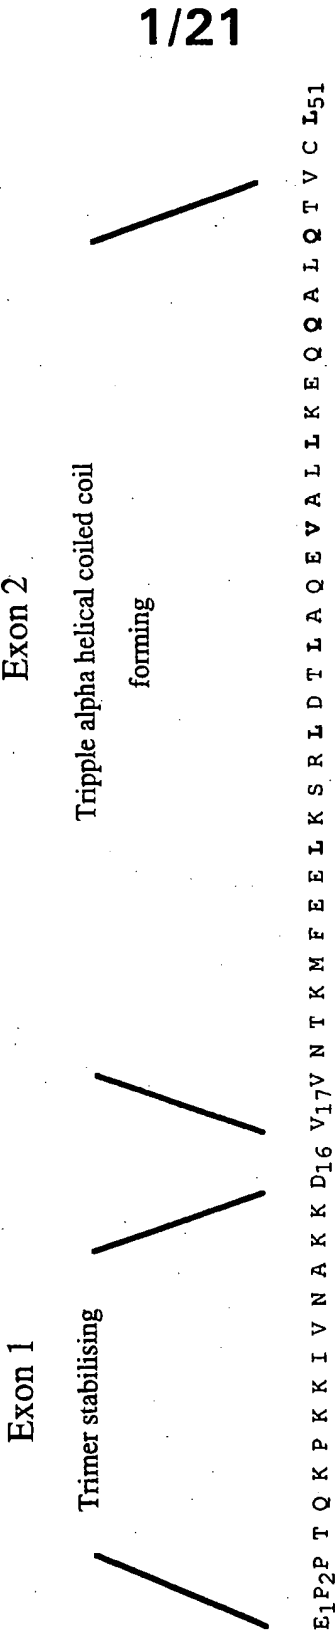 1/21
Exon 1
Exon 2
Trimer stabilising
Tripple alpha helical coiled coil
forming
E1P2P T Q K P K K I V N A K K D16 V17V N T K M F E E L K S R L D T L A Q E V A L L K E Q Q A L Q T V C L51